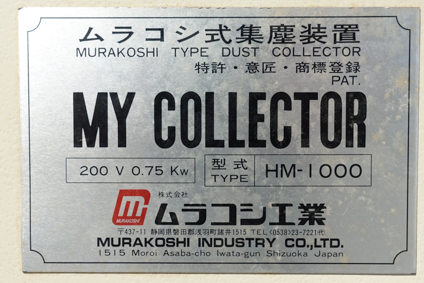 ムラコシ式集塵装置
MURAKOSHI TYPE DUST COLLECTOR
特許・意匠・商標登録
PAT.
MY COLLECTOR
200 V 0.75 Kw
型式 TYPE HM-1000
株式会社
MURAKOSHI ムラコシ工業
〒437-11 静岡県磐田郡浅羽町諸井1515 TEL<0538>23-7221代
MURAKOSHI INDUSTRY CO.,LTD.
1515 Moroi Asaba-cho Iwata-gun Shizuoka Japan